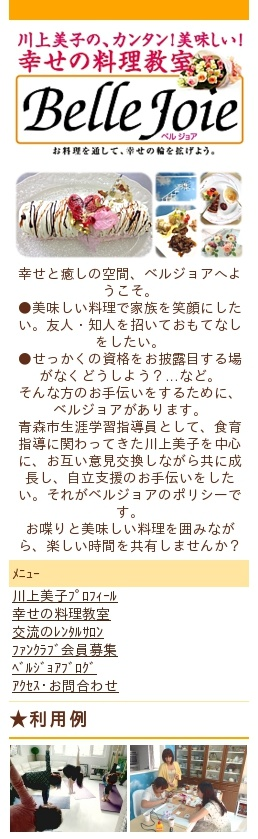 川上美子の、カンタン！美味しい！
幸せの料理教室
Belle Joie
ベル ジョア
お料理を通して、幸せの輪を拡げよう。
幸せと癒しの空間、ベルジョアへよ
うこそ。
●美味しい料理で家族を笑顔にした
い。友人・知人を招いておもてなし
をしたい。
●せっかくの資格をお披露目する場
がなくどうしよう？…など。
そんな方のお手伝いをするために、
ベルジョアがあります。
青森市生涯学習指導員として、食育
指導に関わってきた川上美子を中心
に、お互い意見交換しながら共に成
長し、自立支援のお手伝いをした
い。それがベルジョアのポリシーで
す。
お喋りと美味しい料理を囲みなが
ら、楽しい時間を共有しませんか？
ﾒﾆｭｰ
川上美子ﾌﾟﾛﾌｨｰﾙ
幸せの料理教室
交流のﾚﾝﾀﾙｻﾛﾝ
ﾌｧﾝｸﾗﾌﾞ会員募集
ﾍﾞﾙｼﾞｮｱﾌﾞﾛｸﾞ
ｱｸｾｽ･お問合わせ
★利用例